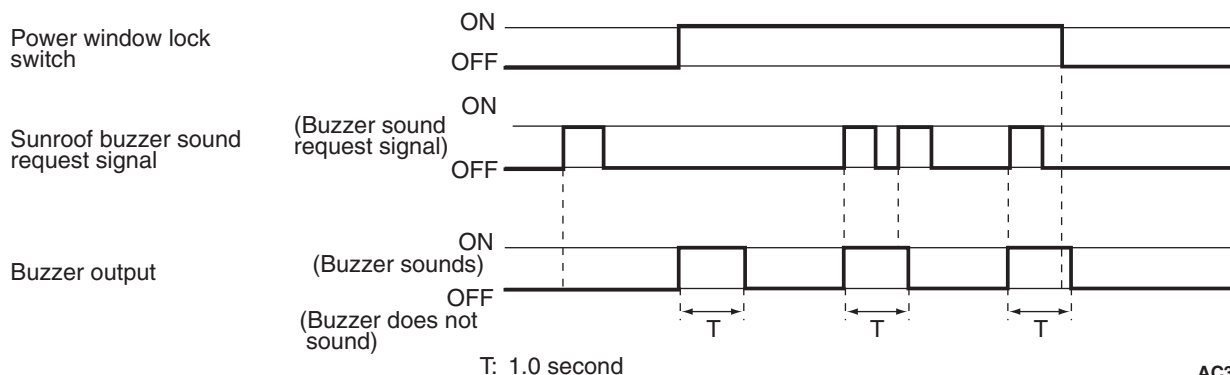 Power window lock
switch
ON
OFF
Sunroof buzzer sound
request signal
ON
(Buzzer sound
request signal)
OFF
Buzzer output
ON
(Buzzer sounds)
OFF
(Buzzer does not
sound)
T
T
T
T: 1.0 second
AC3